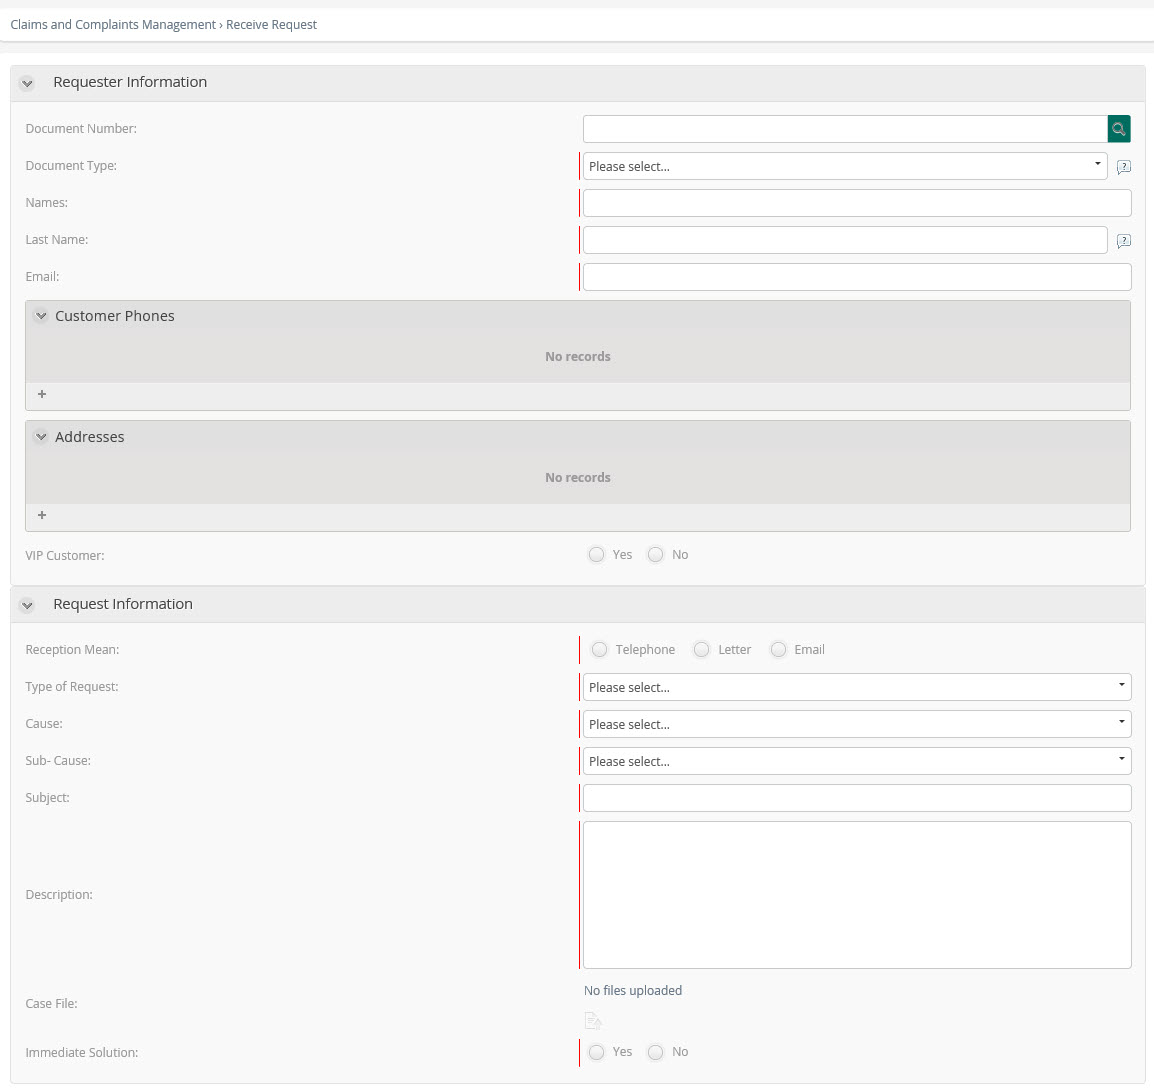 Claims and Complaints Management › Receive Request
Requester Information
Document Number:
Document Type:
Please select...
Names:
Last Name:
Email:
Customer Phones
No records
+
Addresses
No records
+
VIP Customer:
Yes No
Request Information
Reception Mean:
Telephone Letter Email
Type of Request:
Please select...
Cause:
Please select...
Sub- Cause:
Please select...
Subject:
Description:
No files uploaded
Case File:
Immediate Solution:
Yes No